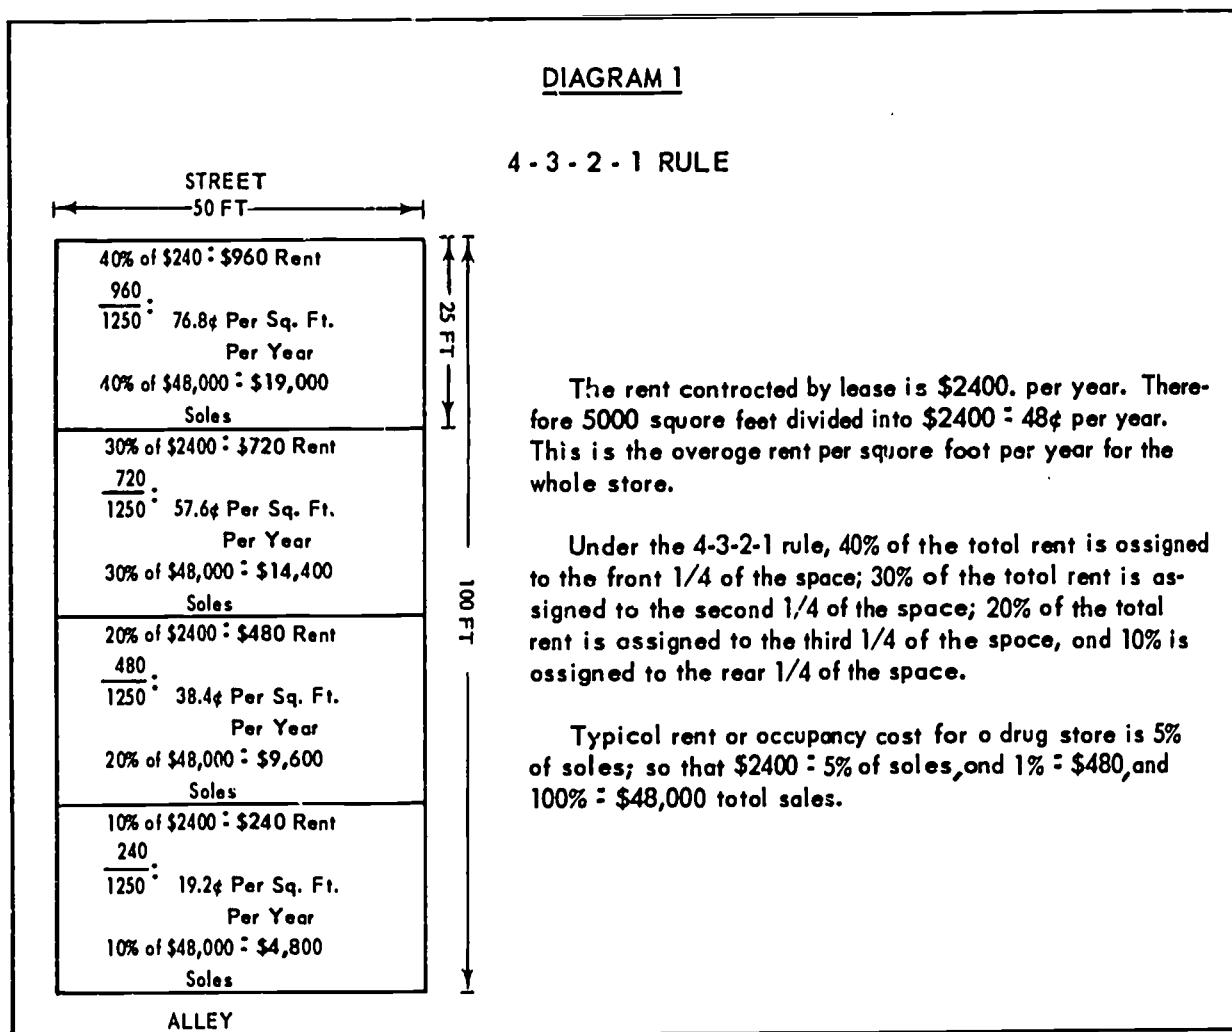 DIAGRAM 1
4-3-2-1 RULE
STREET
50 FT
40% of $240 : $960 Rent
960
1250 : 76.8¢ Per Sq. Ft.
Per Year
40% of $48,000 : $19,000
Soles
25 FT
30% of $2400 : $720 Rent
720
1250 : 57.6¢ Per Sq. Ft.
Per Year
30% of $48,000 : $14,400
Soles
20% of $2400 : $480 Rent
480
1250 : 38.4¢ Per Sq. Ft.
Per Year
20% of $48,000 : $9,600
Soles
10% of $2400 : $240 Rent
240
1250 : 19.2¢ Per Sq. Ft.
Per Year
10% of $48,000 : $4,800
Soles
100 FT
ALLEY
The rent controcted by lease is $2400. per year. There-
fore 5000 squore feet divided into $2400 : 48¢ per year.
This is the overoge rent per squore foot per year for the
whole store.
Under the 4-3-2-1 rule, 40% of the totol rent is ossigned
to the front 1/4 of the space; 30% of the total rent is as-
signed to the second 1/4 of the space; 20% of the total
rent is assigned to the third 1/4 of the spoce, and 10% is
ossigned to the rear 1/4 of the space.
Typicol rent or occupancy cost for o drug store is 5%
of soles; so that $2400 : 5% of soles, ond 1% : $480, and
100% : $48,000 total sales.